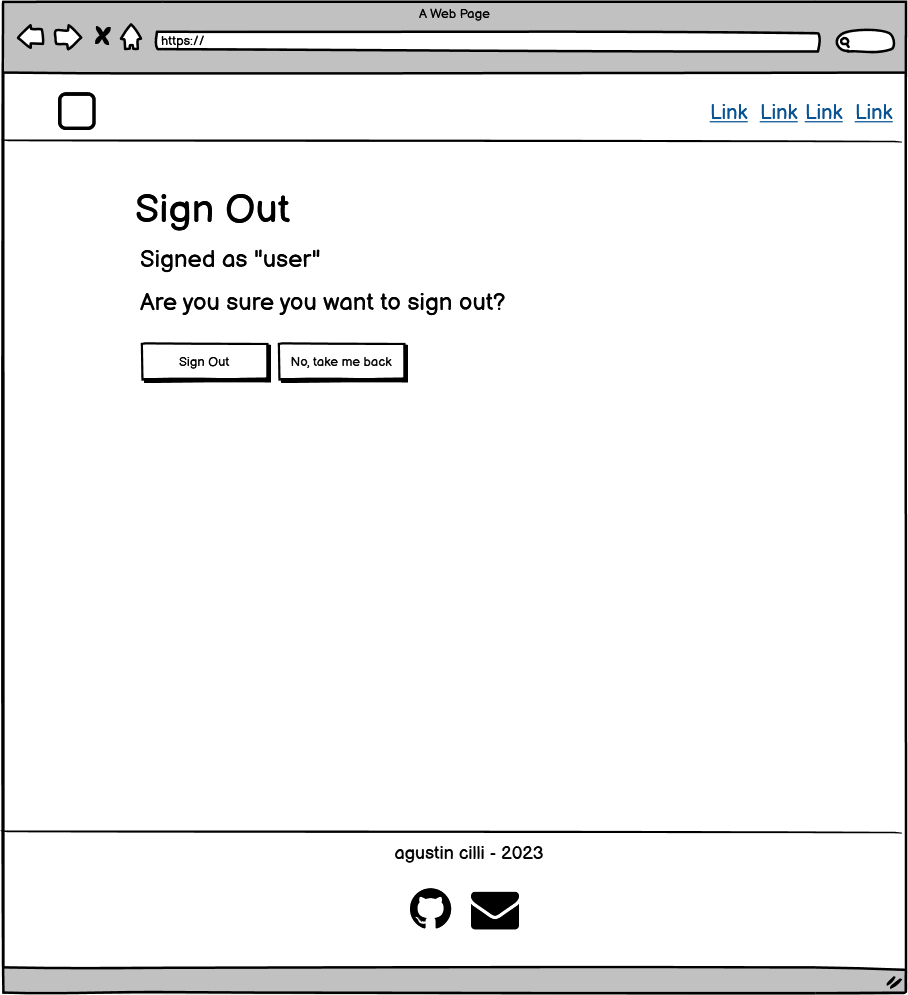 A Web Page
https://
Link Link Link Link
Sign Out
Signed as "user"
Are you sure you want to sign out?
Sign Out
No, take me back
agustin cilli - 2023